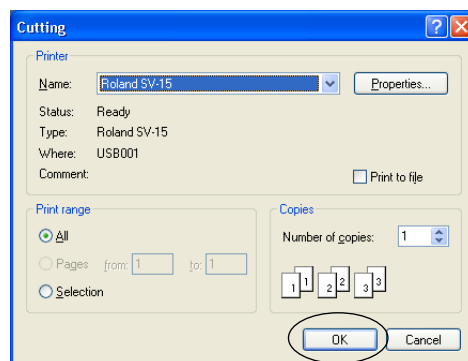 Cutting
Printer
Name: Roland SV-15 Properties...
Status: Ready
Type: Roland SV-15
Where: USB001
Comment: Print to file
Print range
All
Pages from: 1 to: 1
Selection
Copies
Number of copies: 1
1 1 2 2 3 3
OK Cancel